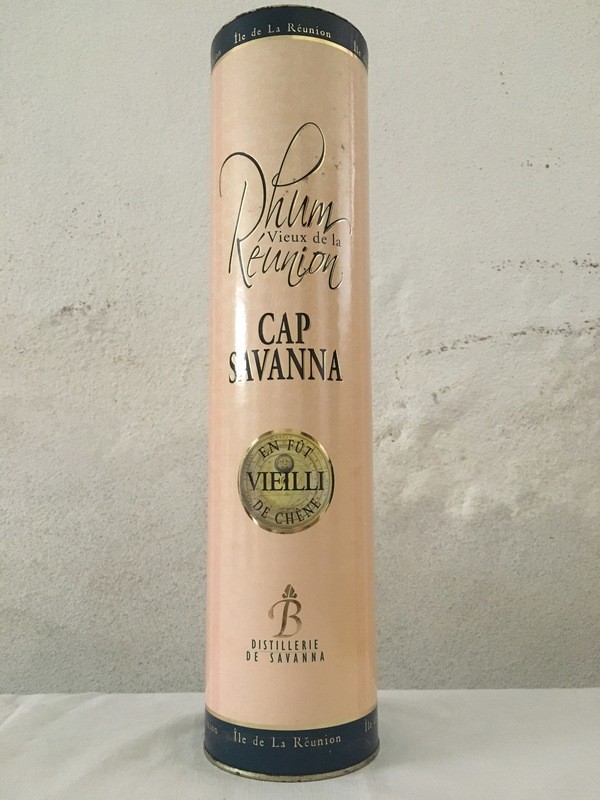 Île de La Réunion
Rhum
Vieux de la
Réunion
CAP
SAVANNA
EN FÛT
VIEILLI
DE CHÊNE
B
DISTILLERIE
DE SAVANNA
Île de La Réunion